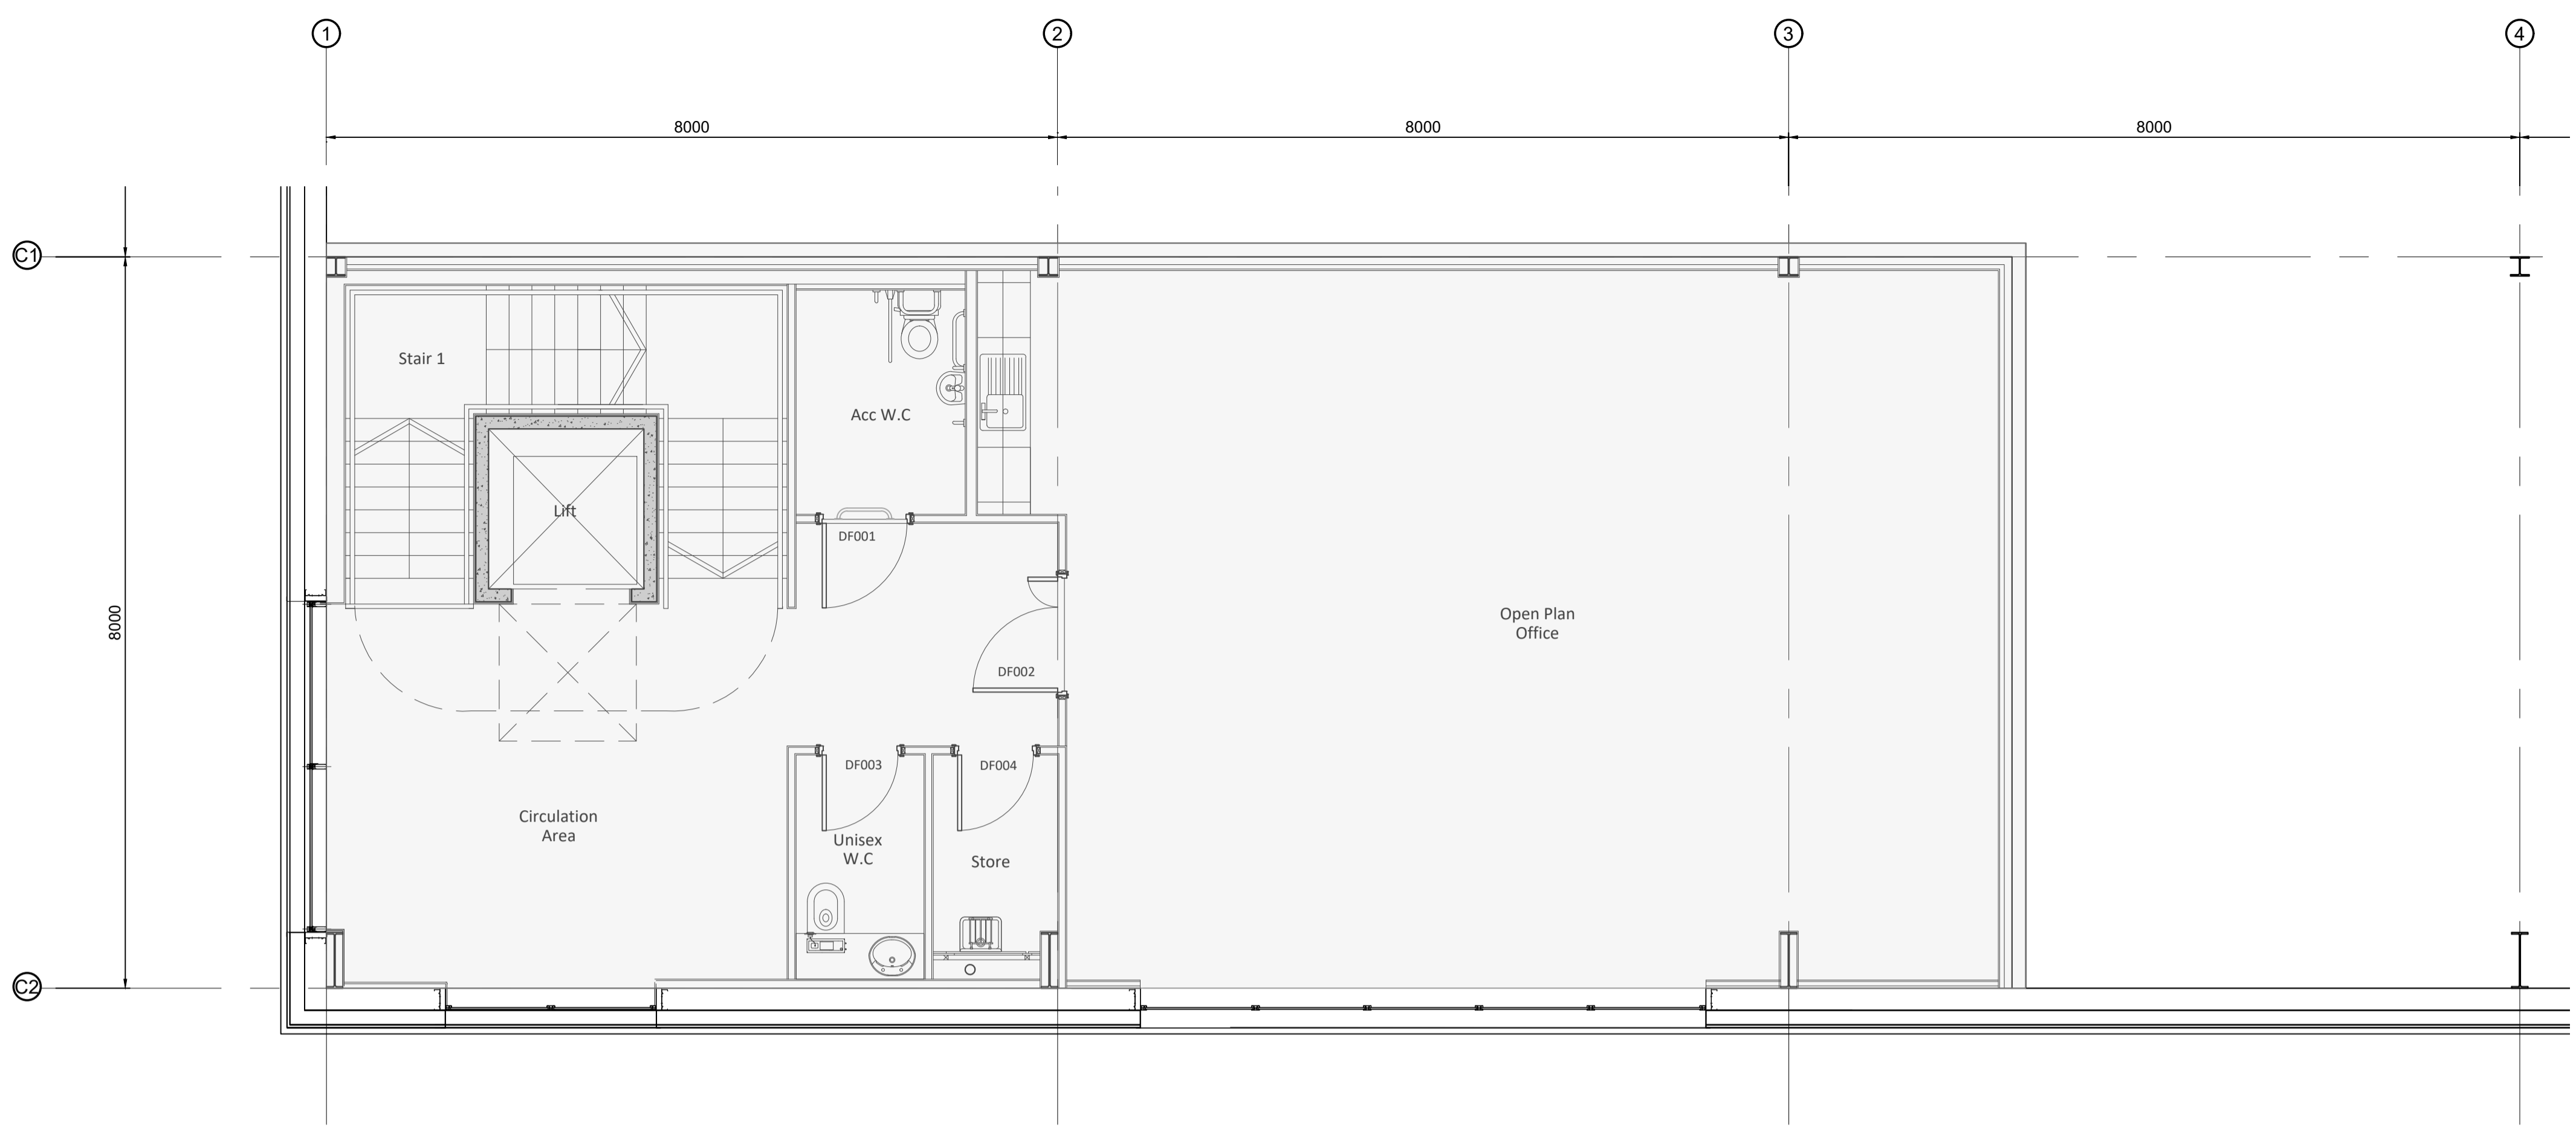 1
2
3
4
8000
8000
8000
C1
Stair 1
Acc W.C
Lift
DF001
8000
Open Plan
Office
DF002
DF003
DF004
Circulation
Area
Unisex
W.C
Store
C2